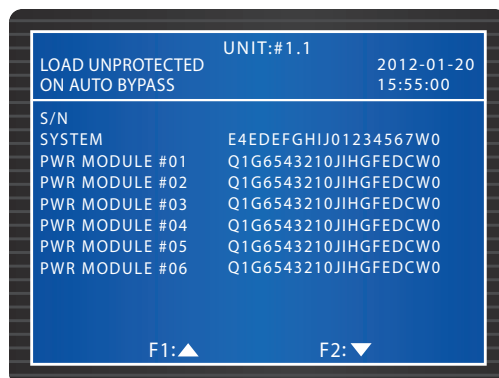 UNIT:#1.1
LOAD UNPROTECTED 2012-01-20
ON AUTO BYPASS 15:55:00
S/N
SYSTEM E4EDEFGHIJ01234567W0
PWR MODULE #01 Q1G6543210JIHGFEDCW0
PWR MODULE #02 Q1G6543210JIHGFEDCW0
PWR MODULE #03 Q1G6543210JIHGFEDCW0
PWR MODULE #04 Q1G6543210JIHGFEDCW0
PWR MODULE #05 Q1G6543210JIHGFEDCW0
PWR MODULE #06 Q1G6543210JIHGFEDCW0
F1:▲ F2:▼